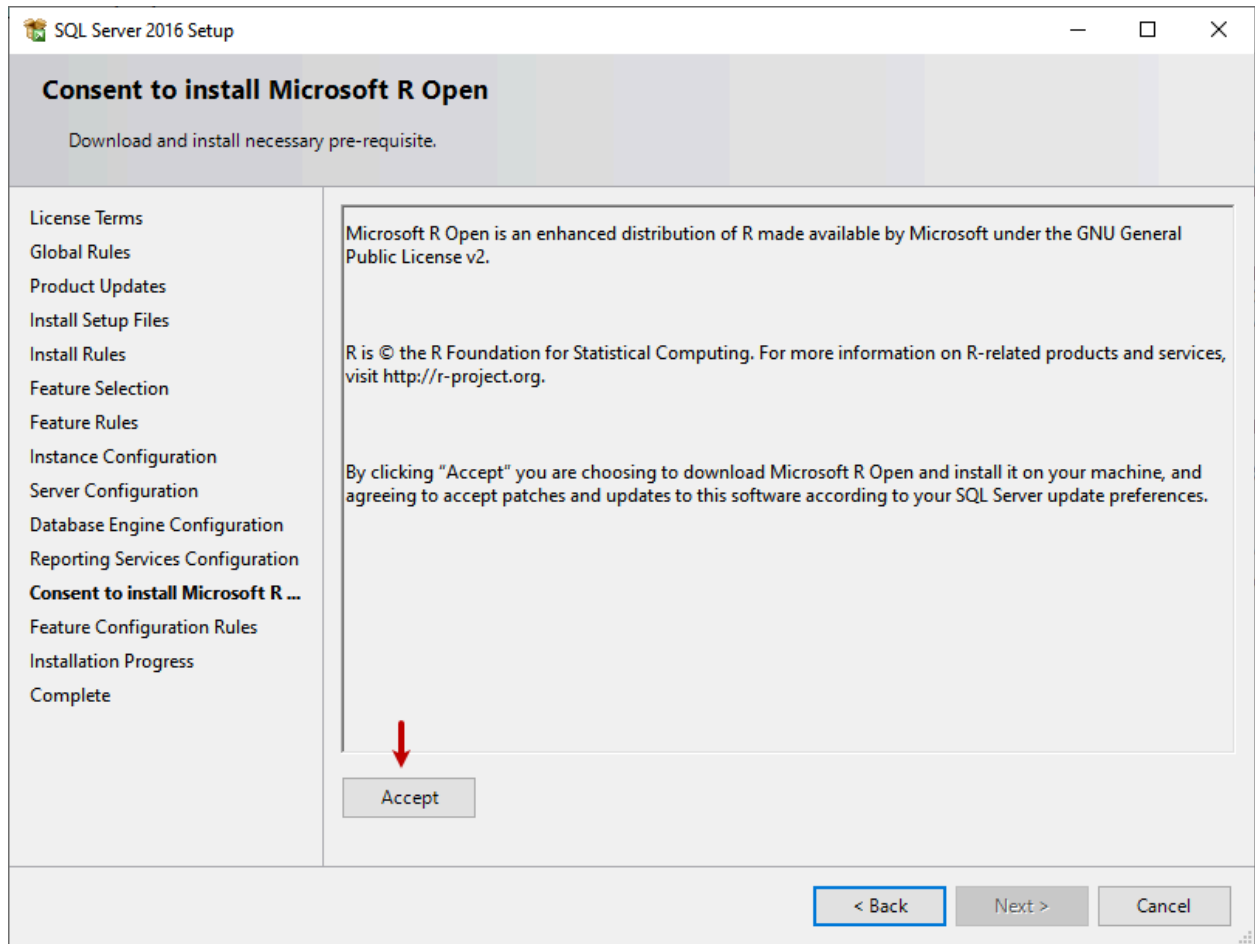 SQL Server 2016 Setup
Consent to install Microsoft R Open
Download and install necessary pre-requisite.
License Terms
Global Rules
Product Updates
Install Setup Files
Install Rules
Feature Selection
Feature Rules
Instance Configuration
Server Configuration
Database Engine Configuration
Reporting Services Configuration
Consent to install Microsoft R ...
Feature Configuration Rules
Installation Progress
Complete
Microsoft R Open is an enhanced distribution of R made available by Microsoft under the GNU General
Public License v2.
R is © the R Foundation for Statistical Computing. For more information on R-related products and services,
visit http://r-project.org.
By clicking “Accept” you are choosing to download Microsoft R Open and install it on your machine, and
agreeing to accept patches and updates to this software according to your SQL Server update preferences.
Accept
< Back
Next >
Cancel